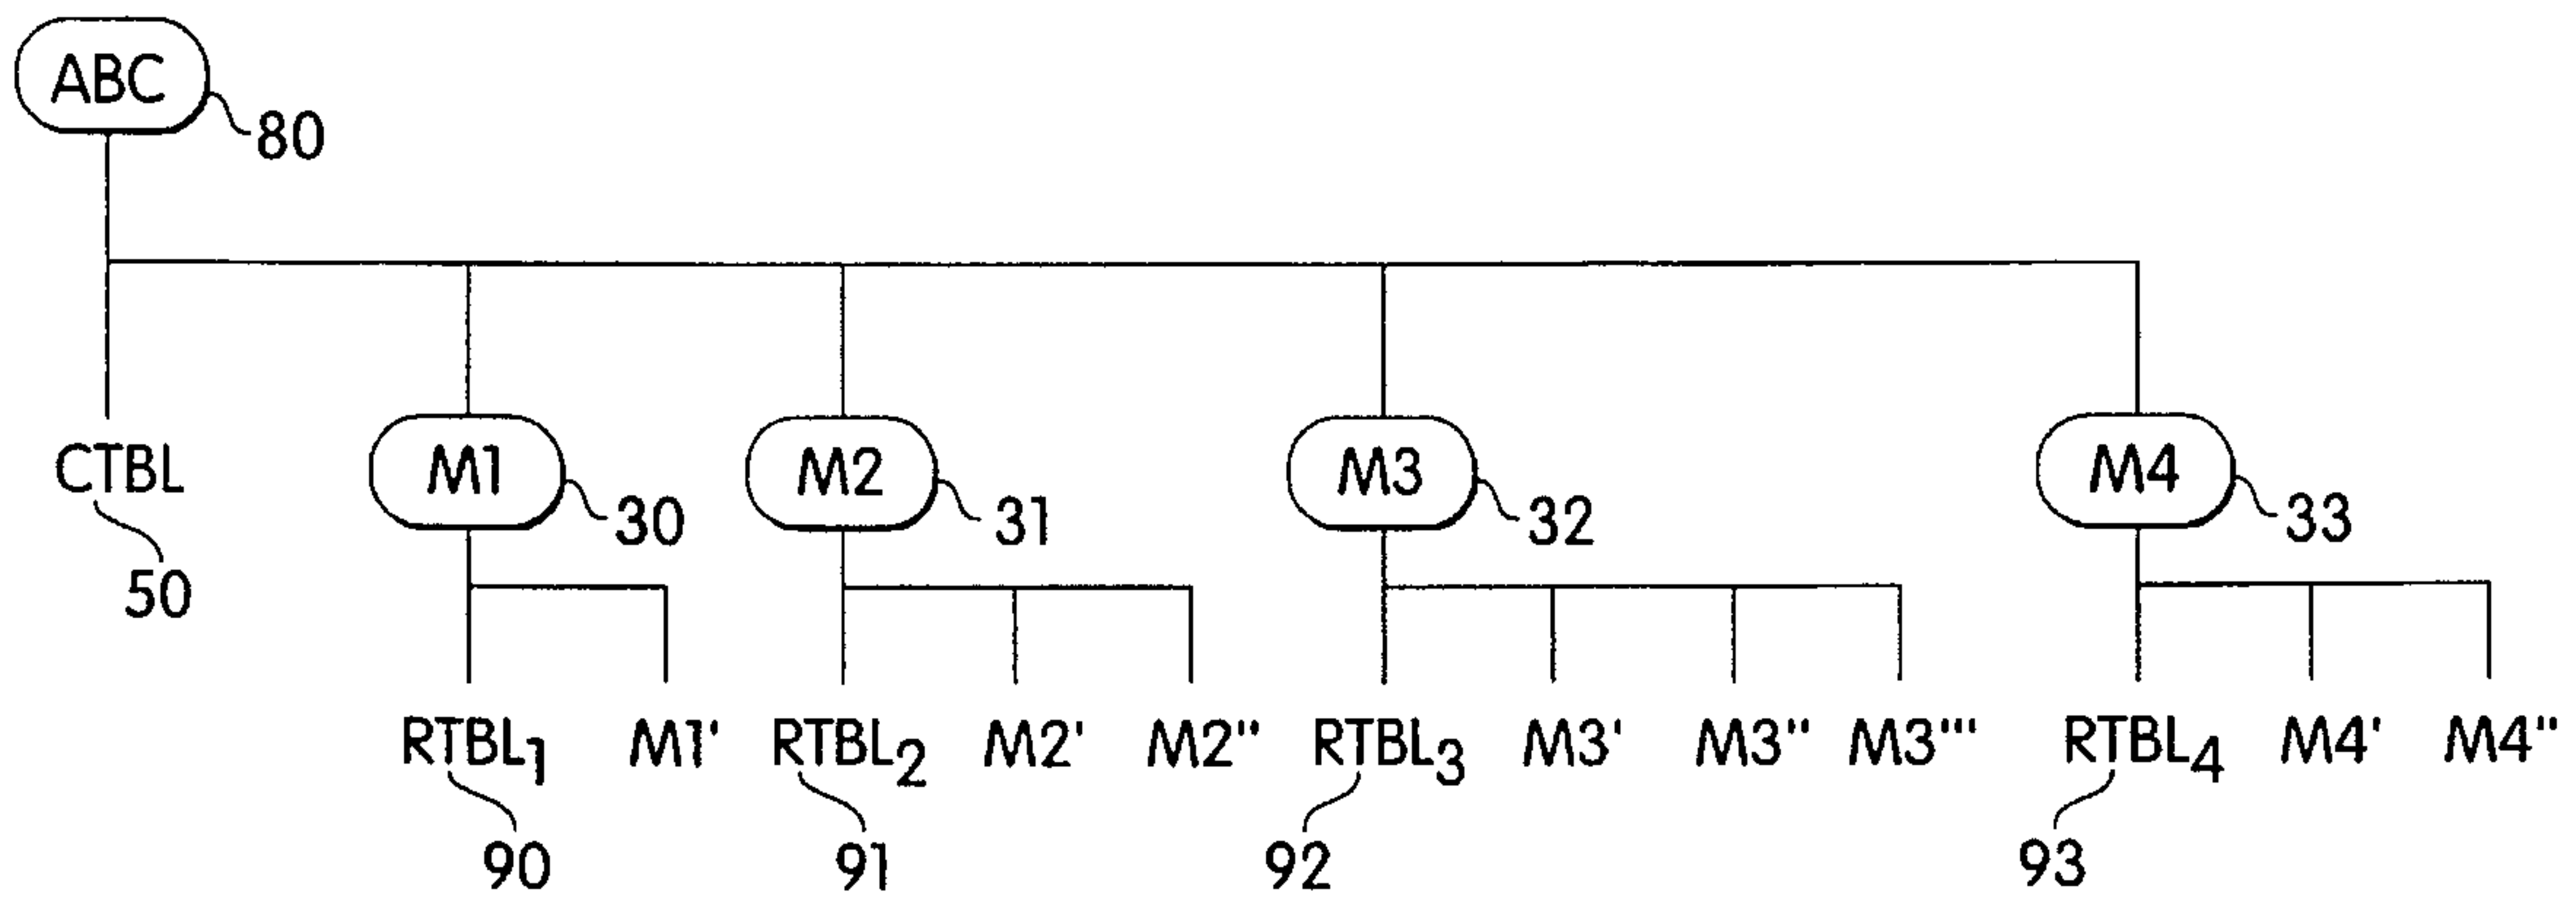 ABC
80
CTBL M1 M2 M3 M4
50 30 31 32 33
RTBL1 M1' RTBL2 M2' M2" RTBL3 M3' M3" M3''' RTBL4 M4' M4"
90 91 92 93